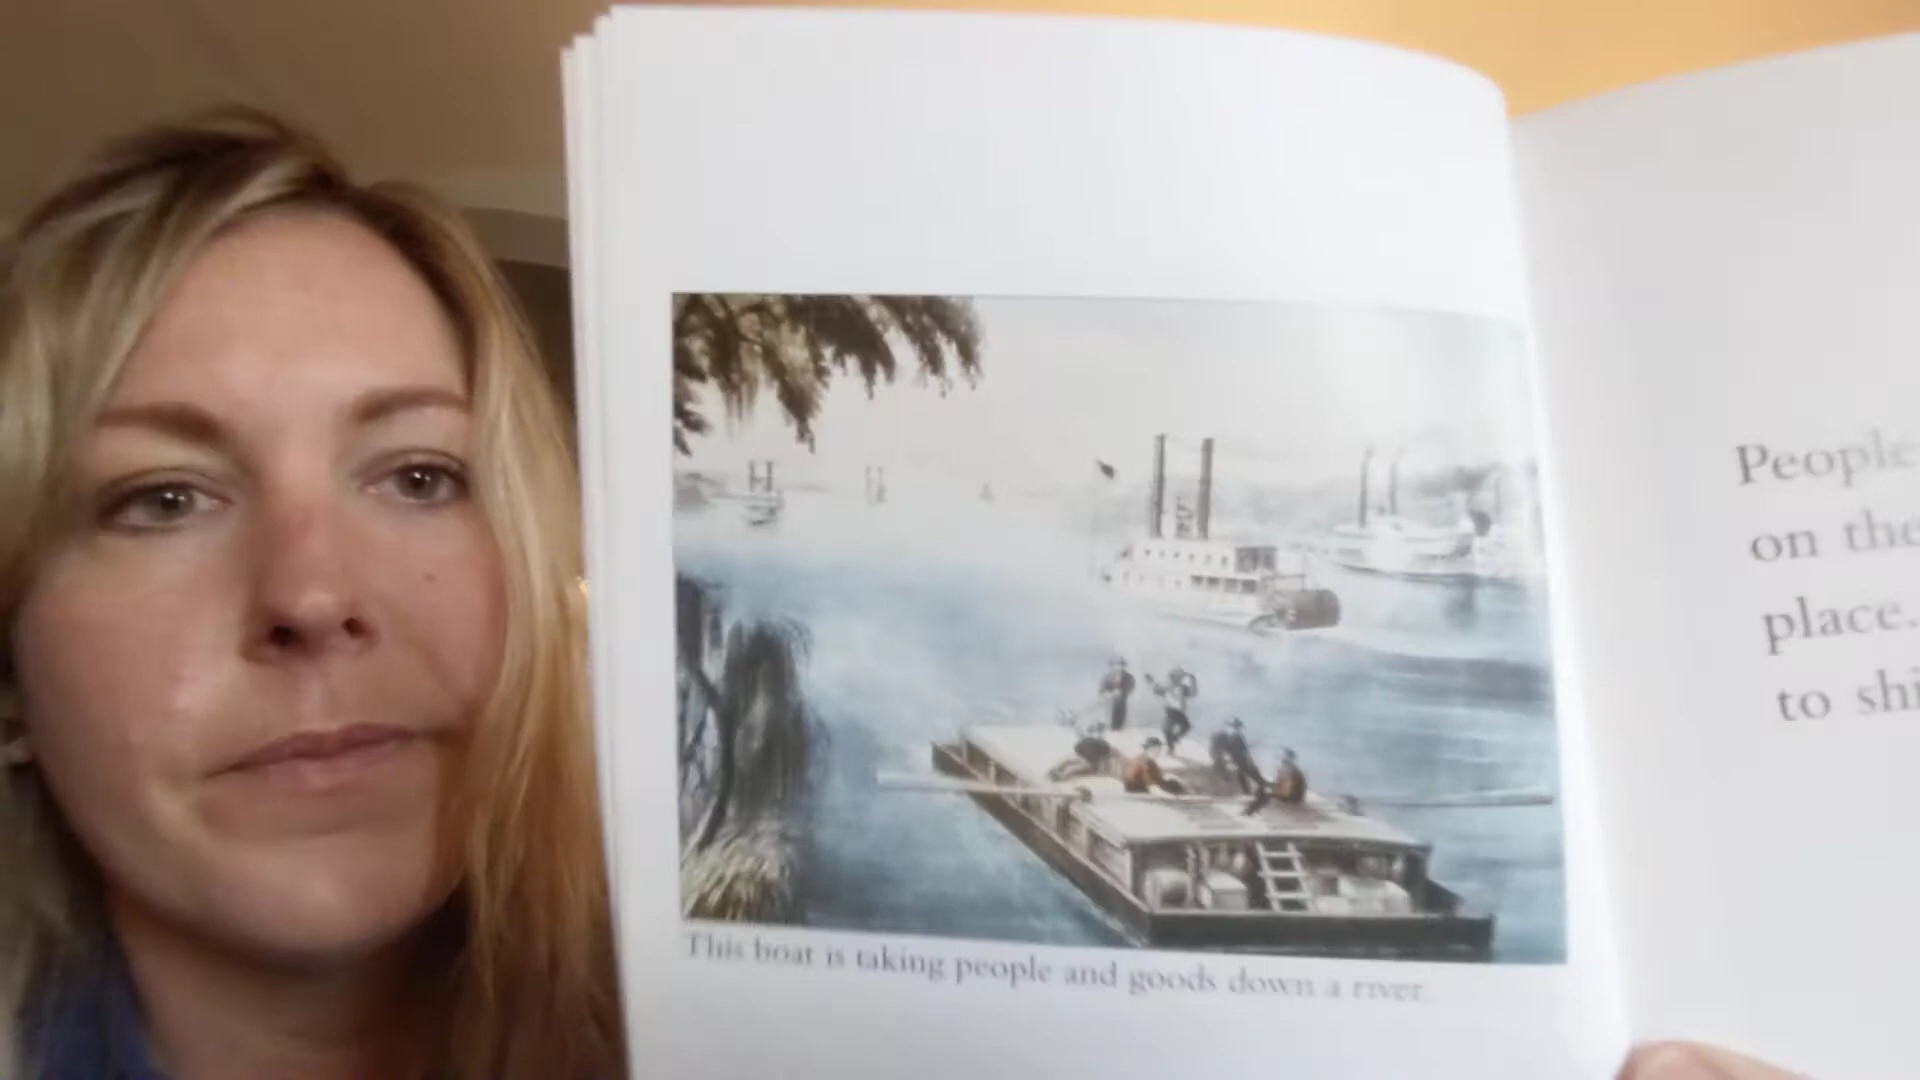 This boat is taking people and goods down a river.
People
on the
place.
to shi